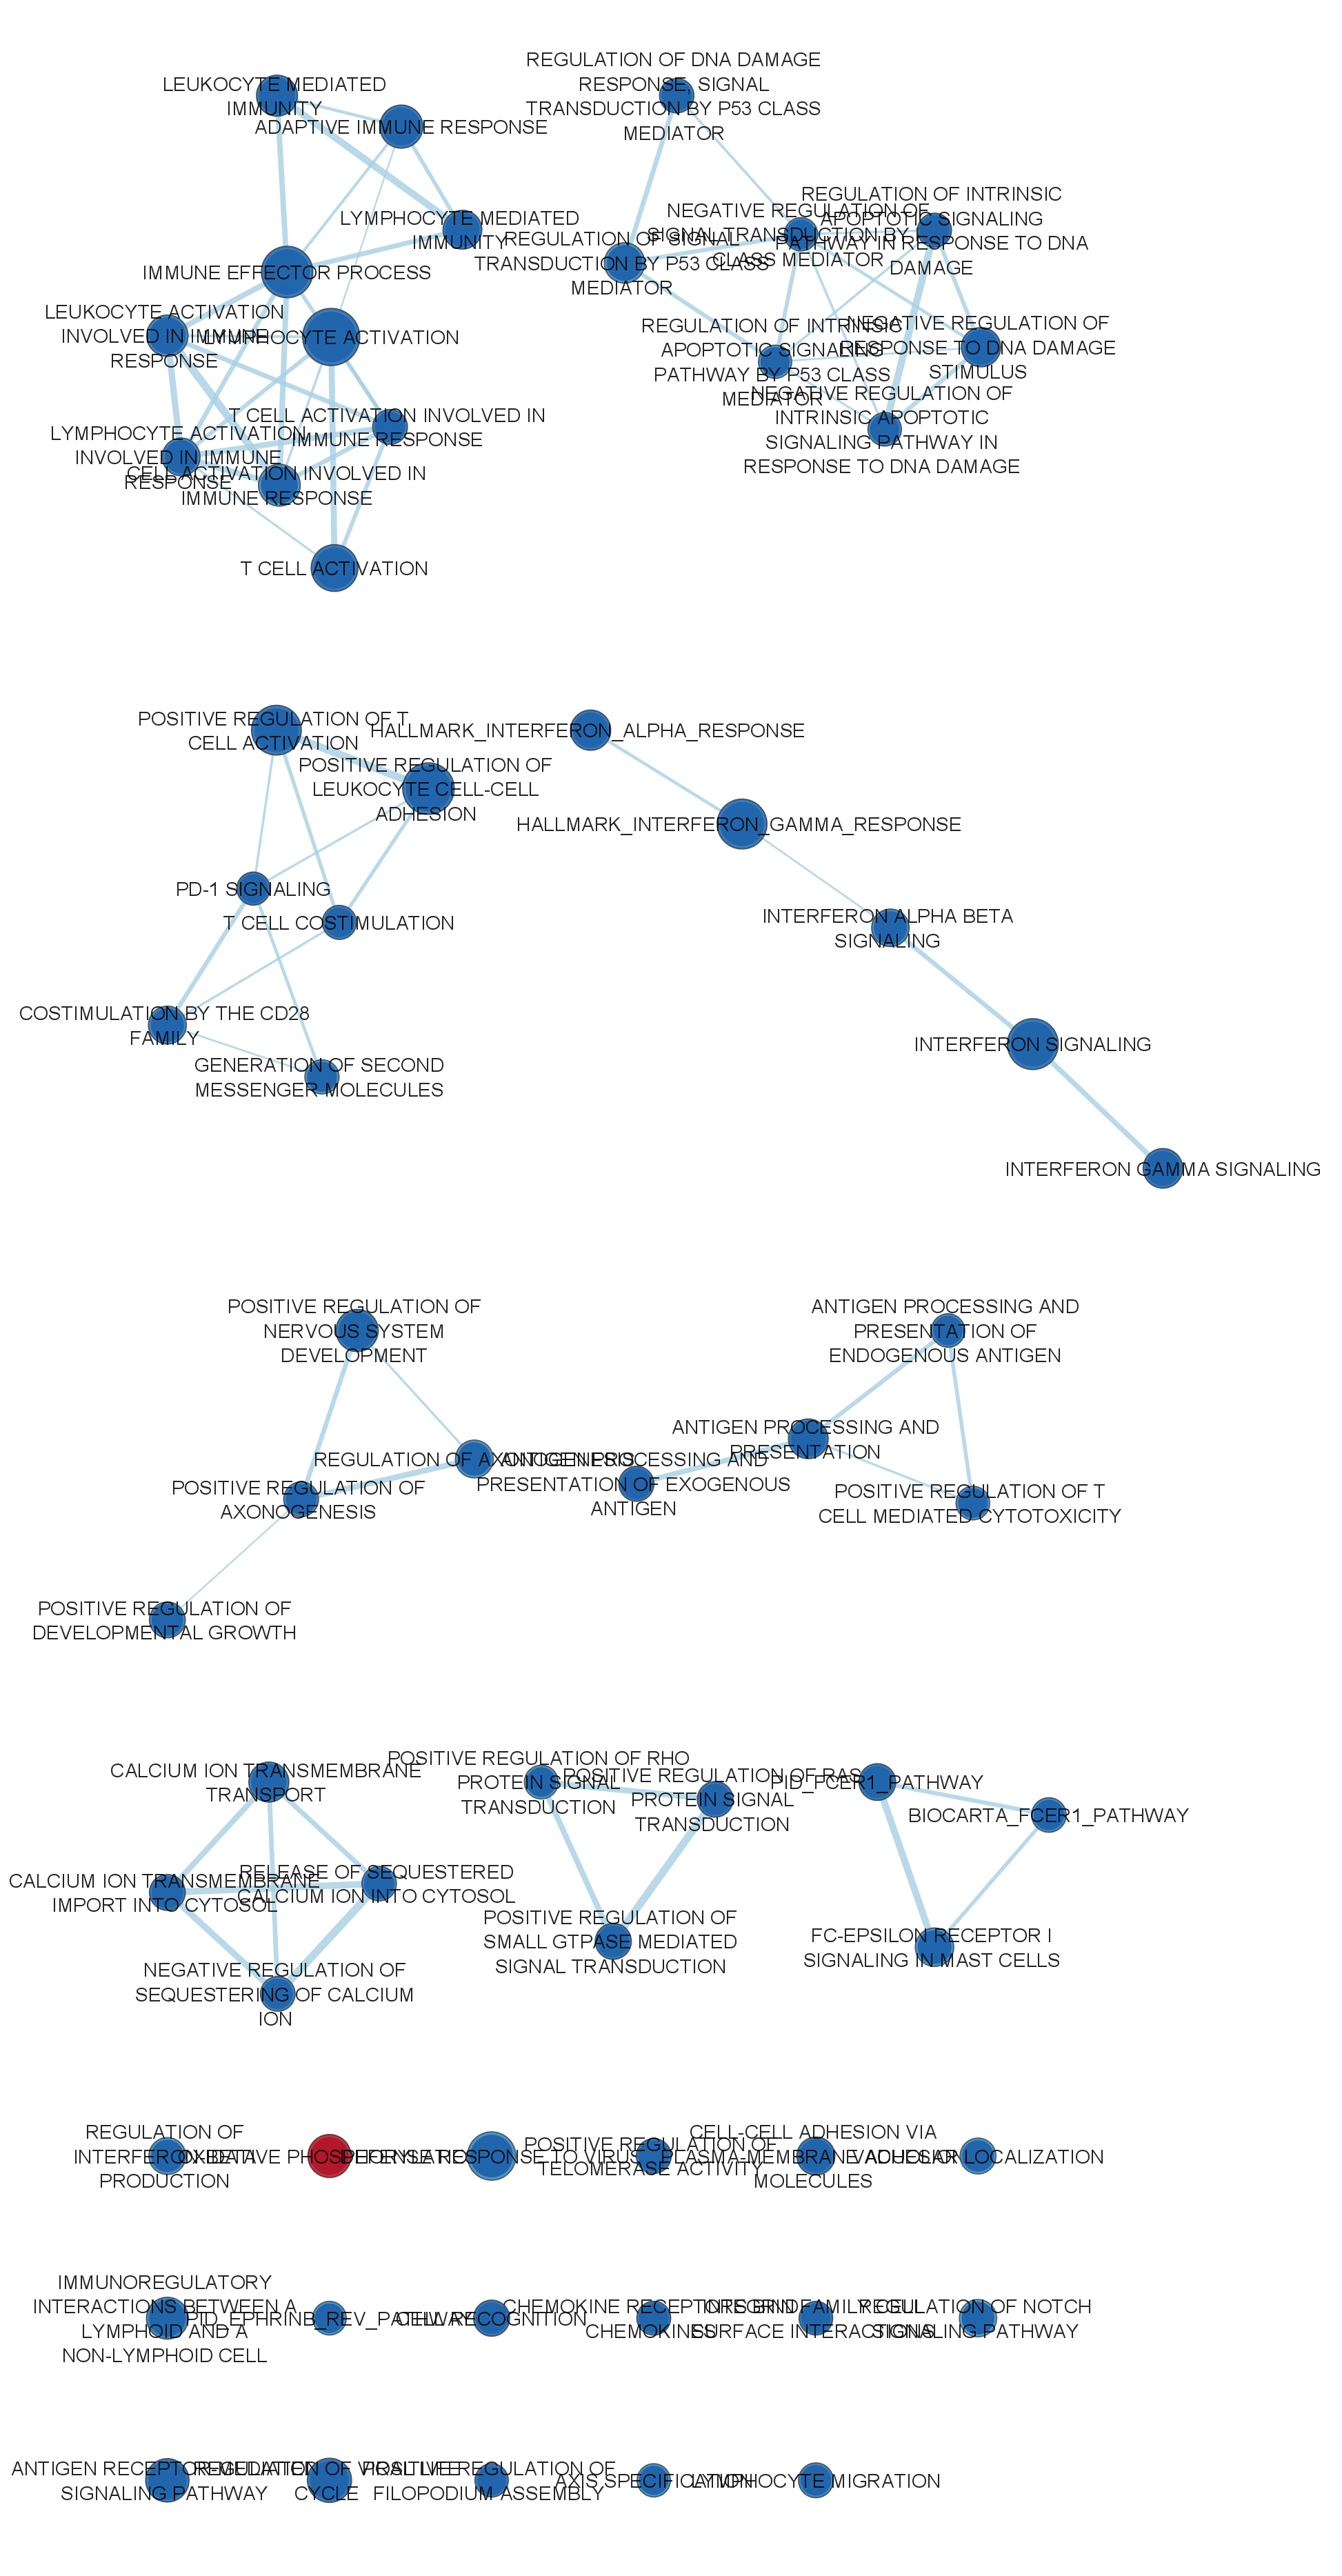 LEUKOCYTE MEDIATED
IMMUNITY
ADAPTIVE IMMUNE RESPONSE
LYMPHOCYTE MEDIATED
IMMUNITY
IMMUNE EFFECTOR PROCESS
LEUKOCYTE ACTIVATION
INVOLVED IN IMMUNE
RESPONSE
LYMPHOCYTE ACTIVATION
T CELL ACTIVATION INVOLVED IN
IMMUNE RESPONSE
LYMPHOCYTE ACTIVATION
INVOLVED IN IMMUNE
RESPONSE
CELL ACTIVATION INVOLVED IN
IMMUNE RESPONSE
T CELL ACTIVATION
REGULATION OF DNA DAMAGE
RESPONSE, SIGNAL
TRANSDUCTION BY P53 CLASS
MEDIATOR
NEGATIVE REGULATION OF
SIGNAL TRANSDUCTION BY
CLASS MEDIATOR
REGULATION OF INTRINSIC
APOPTOTIC SIGNALING
PATHWAY IN RESPONSE TO DNA
DAMAGE
REGULATION OF SIGNAL
TRANSDUCTION BY P53 CLASS
MEDIATOR
REGULATION OF INTRINSIC
APOPTOTIC SIGNALING
PATHWAY BY P53 CLASS
MEDIATOR
NEGATIVE REGULATION OF
RESPONSE TO DNA DAMAGE
STIMULUS
NEGATIVE REGULATION OF
INTRINSIC APOPTOTIC
SIGNALING PATHWAY IN
RESPONSE TO DNA DAMAGE
POSITIVE REGULATION OF T
CELL ACTIVATION
POSITIVE REGULATION OF
LEUKOCYTE CELL-CELL
ADHESION
PD-1 SIGNALING
T CELL COSTIMULATION
COSTIMULATION BY THE CD28
FAMILY
GENERATION OF SECOND
MESSENGER MOLECULES
HALLMARK_INTERFERON_ALPHA_RESPONSE
HALLMARK_INTERFERON_GAMMA_RESPONSE
INTERFERON ALPHA BETA
SIGNALING
INTERFERON SIGNALING
INTERFERON GAMMA SIGNALING
POSITIVE REGULATION OF
NERVOUS SYSTEM
DEVELOPMENT
REGULATION OF AXONOGENESIS
POSITIVE REGULATION OF
AXONOGENESIS
POSITIVE REGULATION OF
DEVELOPMENTAL GROWTH
ANTIGEN PROCESSING AND
PRESENTATION OF
ENDOGENOUS ANTIGEN
ANTIGEN PROCESSING AND
PRESENTATION
ANTIGEN PROCESSING AND
PRESENTATION OF EXOGENOUS
ANTIGEN
POSITIVE REGULATION OF T
CELL MEDIATED CYTOTOXICITY
CALCIUM ION TRANSMEMBRANE
TRANSPORT
CALCIUM ION TRANSMEMBRANE
IMPORT INTO CYTOSOL
RELEASE OF SEQUESTERED
CALCIUM ION INTO CYTOSOL
NEGATIVE REGULATION OF
SEQUESTERING OF CALCIUM
ION
POSITIVE REGULATION OF RHO
PROTEIN SIGNAL
TRANSDUCTION
POSITIVE REGULATION OF RAS
PROTEIN SIGNAL
TRANSDUCTION
POSITIVE REGULATION OF
SMALL GTPASE MEDIATED
SIGNAL TRANSDUCTION
PID_FCER1_PATHWAY
BIOCARTA_FCER1_PATHWAY
FC-EPSILON RECEPTOR I
SIGNALING IN MAST CELLS
REGULATION OF
INTERFERON-BETA
PRODUCTION
OXIDATIVE PHOSPHORYLATION
DEFENSE RESPONSE TO VIRUS
POSITIVE REGULATION OF
TELOMERASE ACTIVITY
CELL-CELL ADHESION VIA
PLASMA-MEMBRANE ADHESION
MOLECULES
VACUOLAR LOCALIZATION
IMMUNOREGULATORY
INTERACTIONS BETWEEN A
LYMPHOID AND A
NON-LYMPHOID CELL
PID_EPHRINB_REV_PATHWAY
CELL RECOGNITION
CHEMOKINE RECEPTORS BIND
CHEMOKINES
INTEGRIN FAMILY CELL
SURFACE INTERACTIONS
REGULATION OF NOTCH
SIGNALING PATHWAY
ANTIGEN RECEPTOR-MEDIATED
SIGNALING PATHWAY
REGULATION OF VIRAL LIFE
CYCLE
POSITIVE REGULATION OF
FILOPODIUM ASSEMBLY
AXIS SPECIFICATION
LYMPHOCYTE MIGRATION